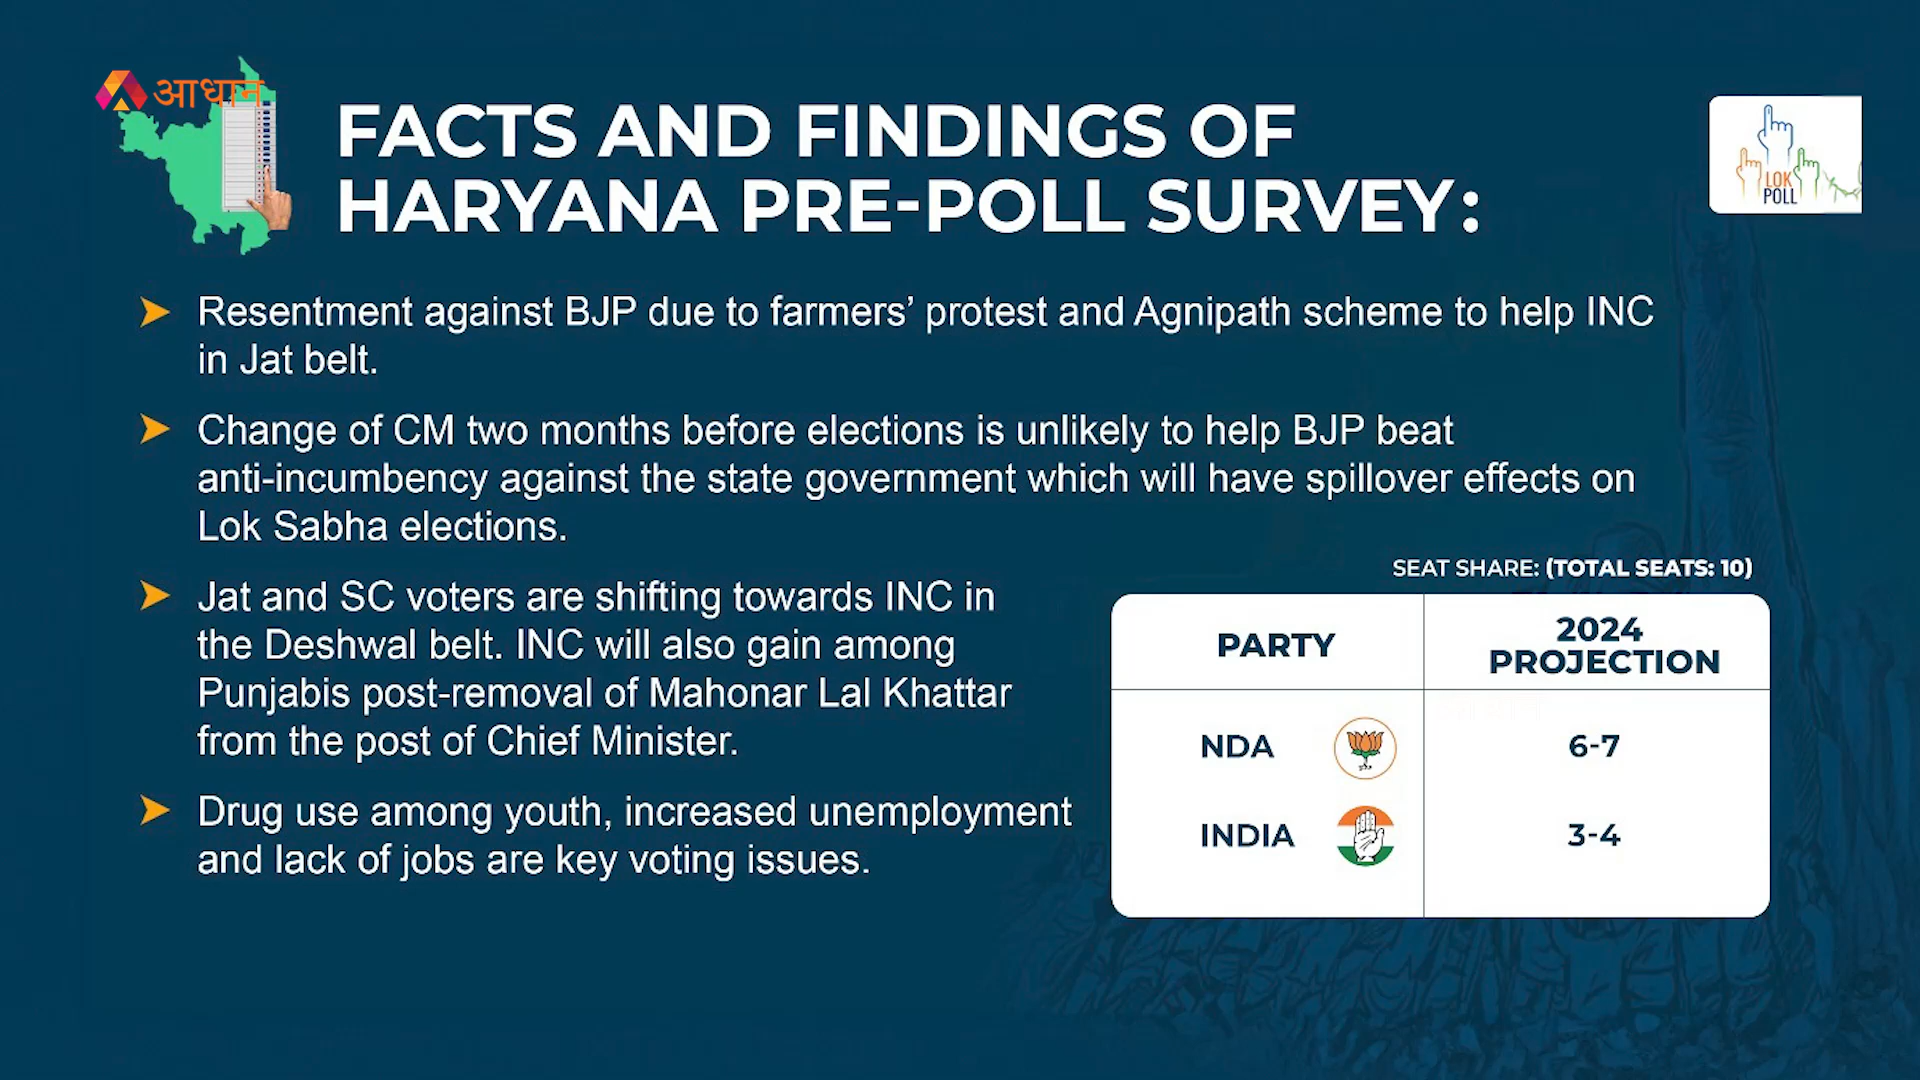 आधान
FACTS AND FINDINGS OF
HARYANA PRE-POLL SURVEY:
LOK
POLL
➤ Resentment against BJP due to farmers’ protest and Agnipath scheme to help INC
in Jat belt.
➤ Change of CM two months before elections is unlikely to help BJP beat
anti-incumbency against the state government which will have spillover effects on
Lok Sabha elections.
➤ Jat and SC voters are shifting towards INC in
the Deshwal belt. INC will also gain among
Punjabis post-removal of Mahonar Lal Khattar
from the post of Chief Minister.
➤ Drug use among youth, increased unemployment
and lack of jobs are key voting issues.
SEAT SHARE: (TOTAL SEATS: 10)
PARTY
2024
PROJECTION
NDA 6-7
INDIA 3-4